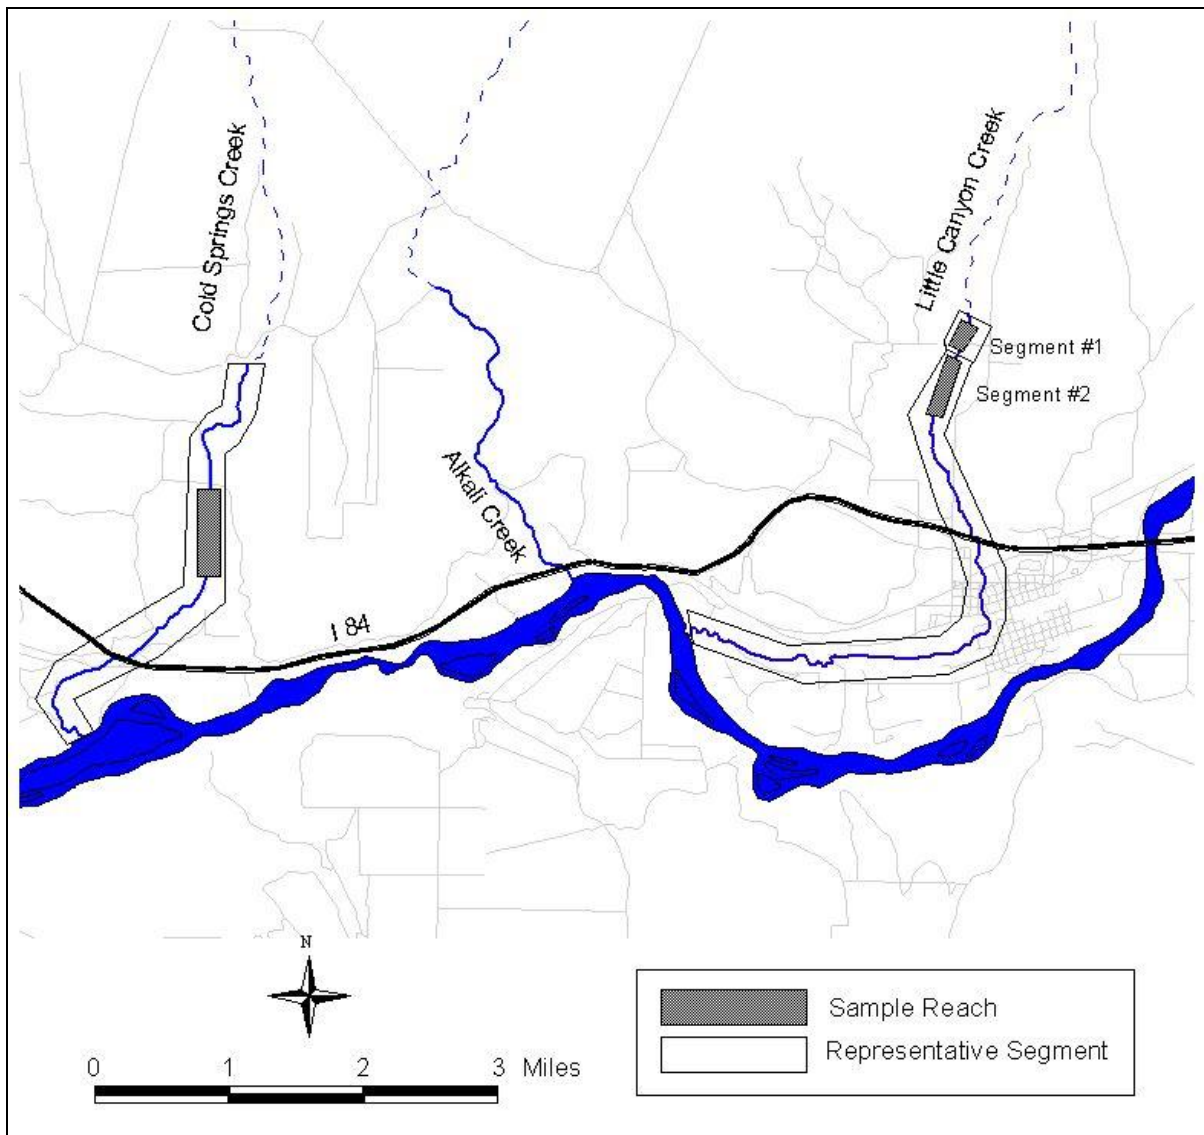 Cold Springs Creek
Little Canyon Creek
Segment #1
Segment #2
Alkali Creek
I 84
N
0 1 2 3 Miles
Sample Reach
Representative Segment